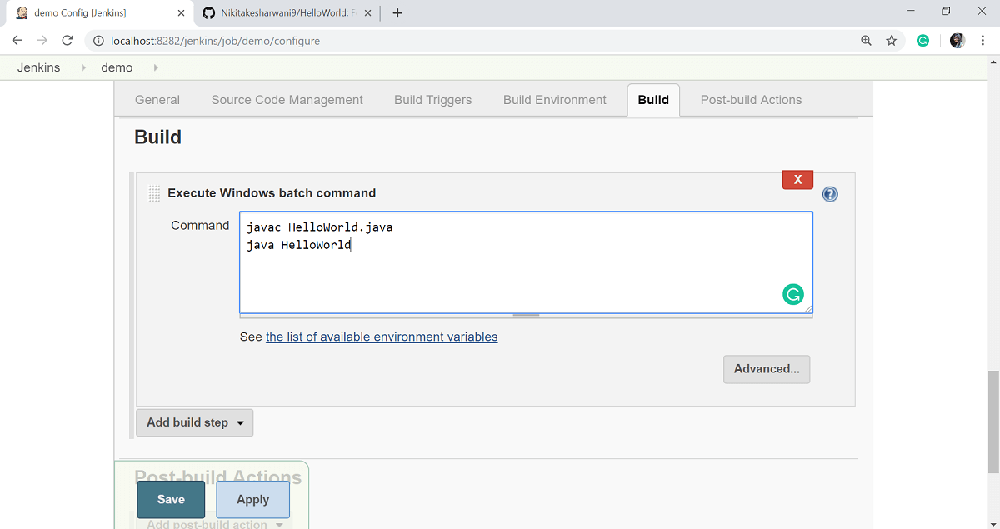 demo Config [Jenkins]
Nikitakesharwani9/HelloWorld: F
localhost:8282/jenkins/job/demo/configure
Jenkins demo
General Source Code Management Build Triggers Build Environment Build Post-build Actions
Build
X
Execute Windows batch command
?
Command
javac HelloWorld.java
java HelloWorld
See the list of available environment variables
Advanced...
Add build step
Post-build Actions
Save Apply
Add post-build action